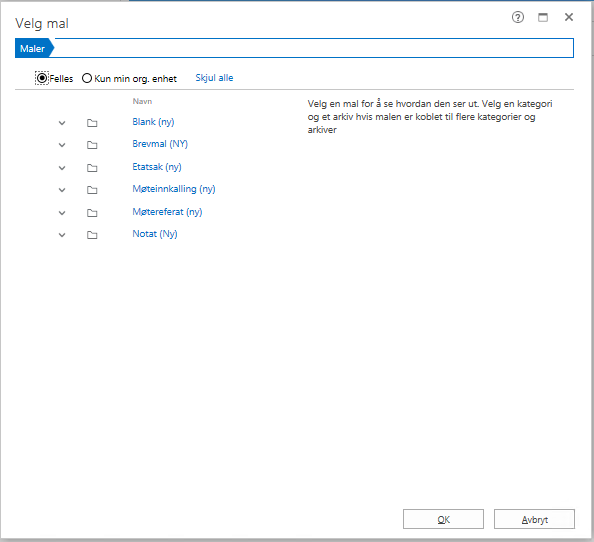 Velg mal
Maler
Felles Kun min org. enhet Skjul alle
Navn
Blank (ny)
Brevmal (NY)
Etatsak (ny)
Møteinnkalling (ny)
Møtereferat (ny)
Notat (Ny)
Velg en mal for å se hvordan den ser ut. Velg en kategori
og et arkiv hvis malen er koblet til flere kategorier og
arkiver
OK Avbryt